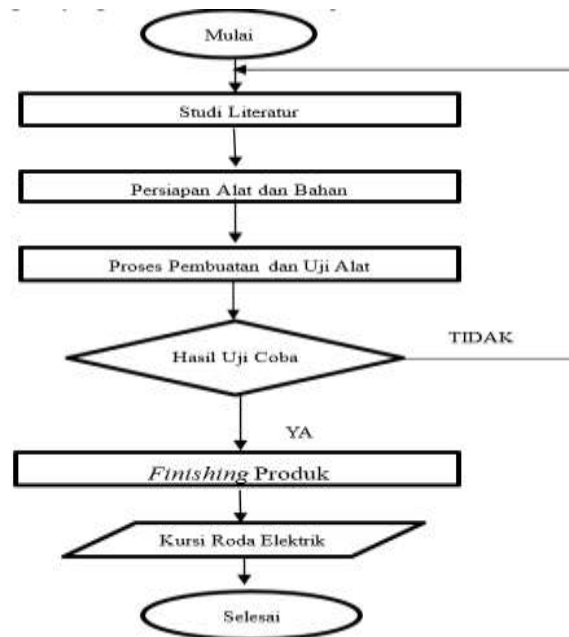 Mulai
Studi Literatur
Persiapan Alat dan Bahan
Proses Pembuatan dan Uji Alat
Hasil Uji Coba
TIDAK
YA
Finishing Produk
Kursi Roda Elektrik
Selesai